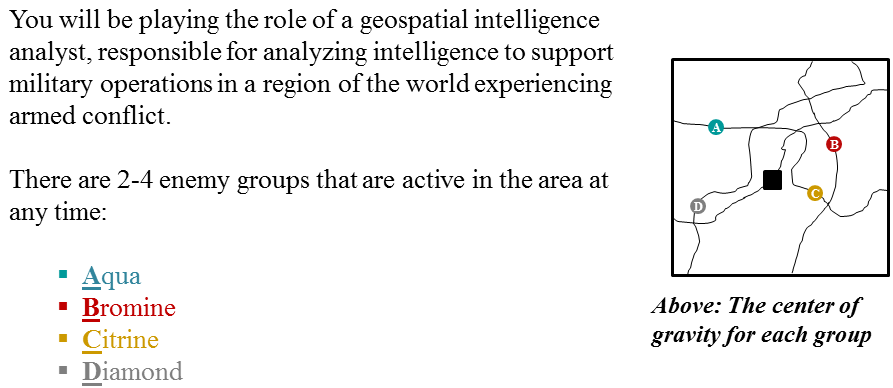 You will be playing the role of a geospatial intelligence
analyst, responsible for analyzing intelligence to support
military operations in a region of the world experiencing
armed conflict.
There are 2-4 enemy groups that are active in the area at
any time:
Aqua
Bromine
Citrine
Diamond
A
B
C
D
Above: The center of
gravity for each group